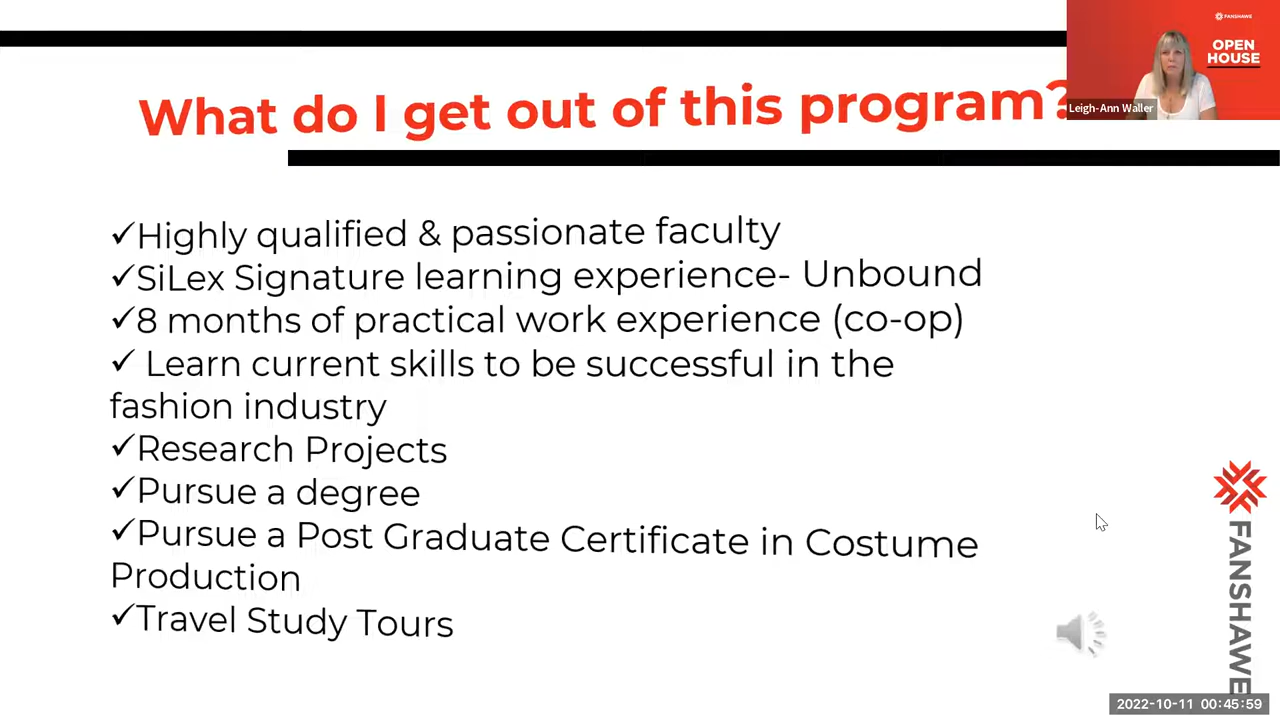 FANSHAWE
OPEN
HOUSE
Leigh-Ann Waller
What do I get out of this program?
✓Highly qualified & passionate faculty
✓SiLex Signature learning experience- Unbound
✓8 months of practical work experience (co-op)
✓ Learn current skills to be successful in the
fashion industry
✓Research Projects
✓Pursue a degree
✓Pursue a Post Graduate Certificate in Costume
Production
✓Travel Study Tours
FANSHAWE
2022-10-11 00:45:59